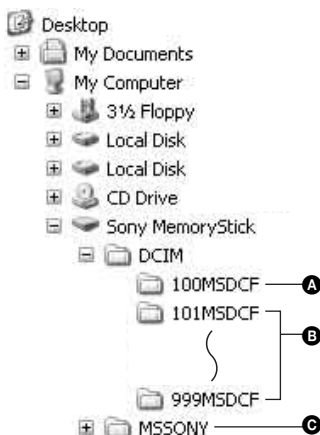 Desktop
My Documents
My Computer
3½ Floppy
Local Disk
Local Disk
CD Drive
Sony MemoryStick
DCIM
100MSDCF A
101MSDCF
B
999MSDCF
MSSONY C